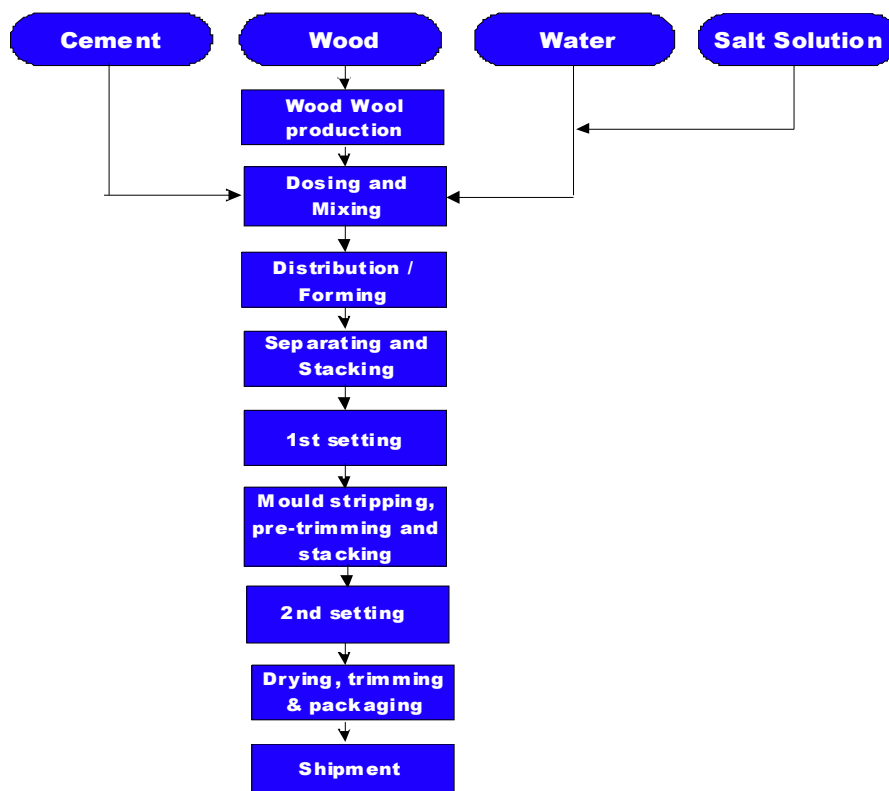 Cement
Wood
Water
Salt Solution
Wood Wool
production
Dosing and
Mixing
Distribution /
Forming
Separating and
Stacking
1st setting
Mould stripping,
pre-trimming and
stacking
2nd setting
Drying, trimming
& packaging
Shipment